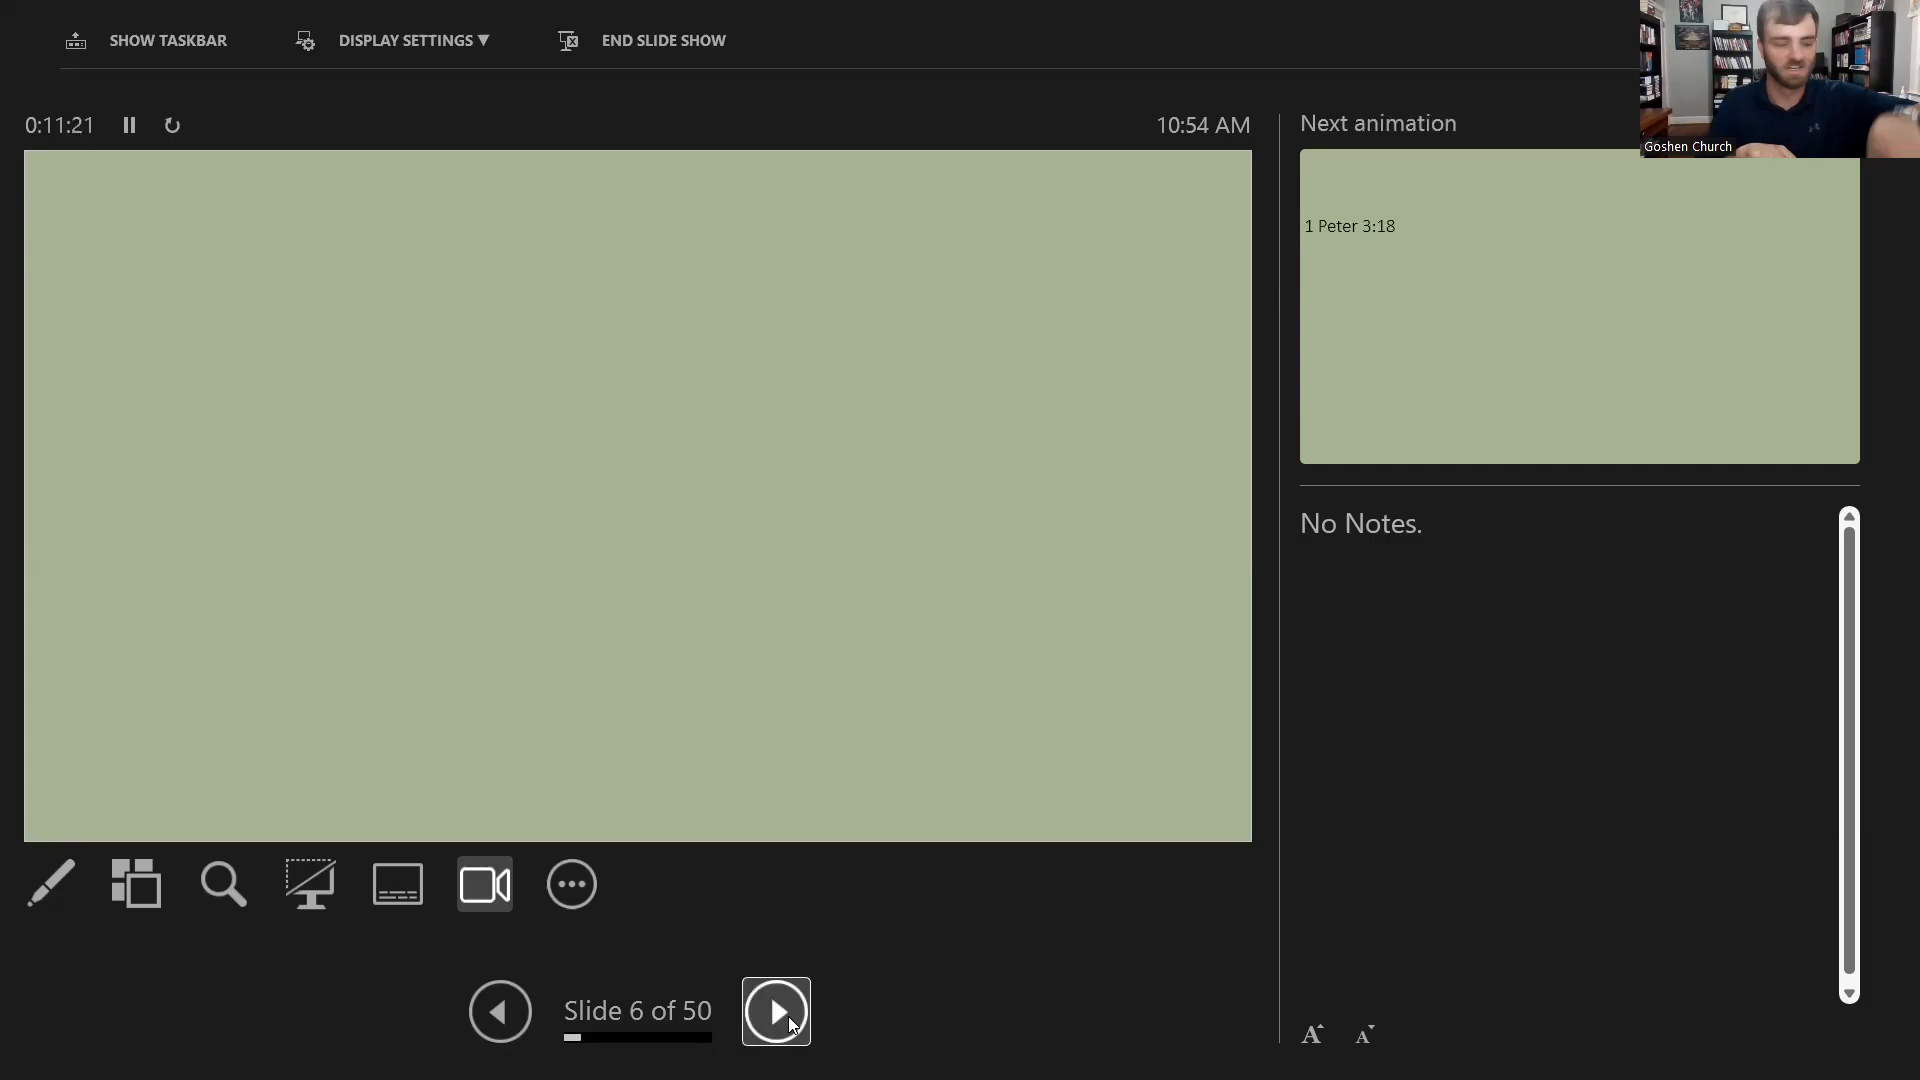 SHOW TASKBAR
DISPLAY SETTINGS ▼
END SLIDE SHOW
Goshen Church
0:11:21
10:54 AM
Next animation
1 Peter 3:18
No Notes.
Slide 6 of 50
A A